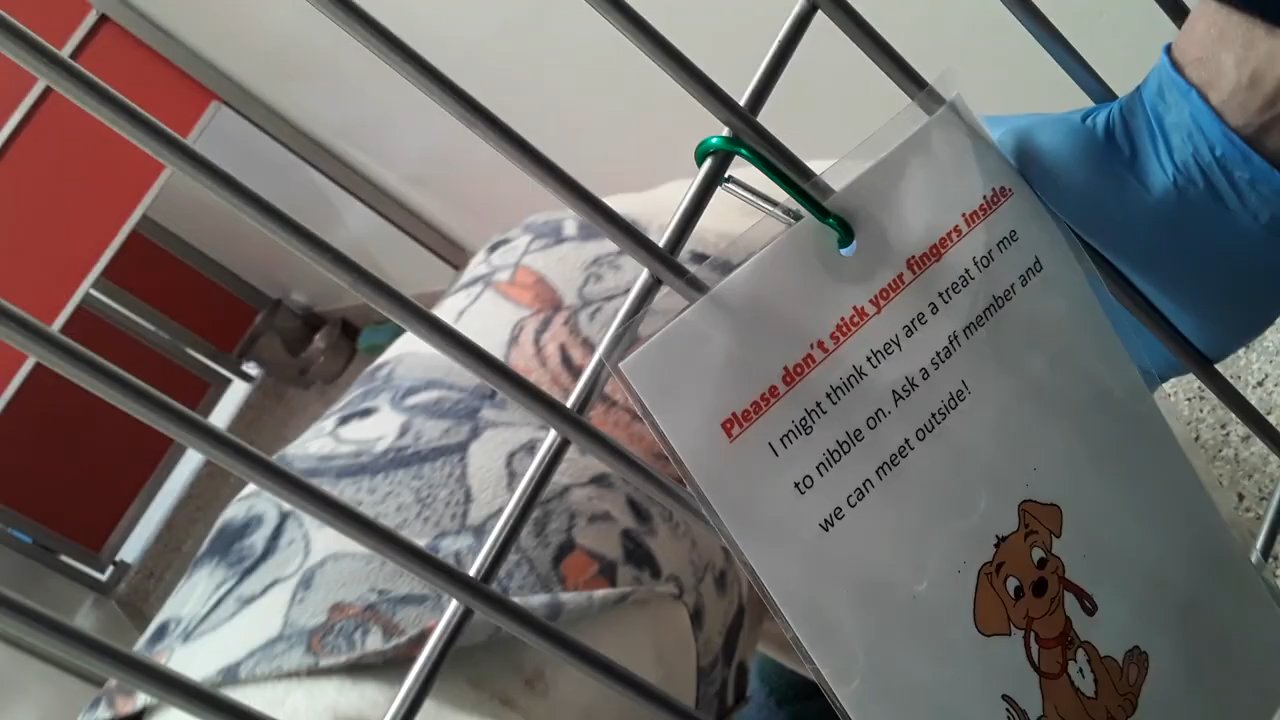 Please don't stick your fingers inside.
I might think they are a treat for me
to nibble on. Ask a staff member and
we can meet outside!